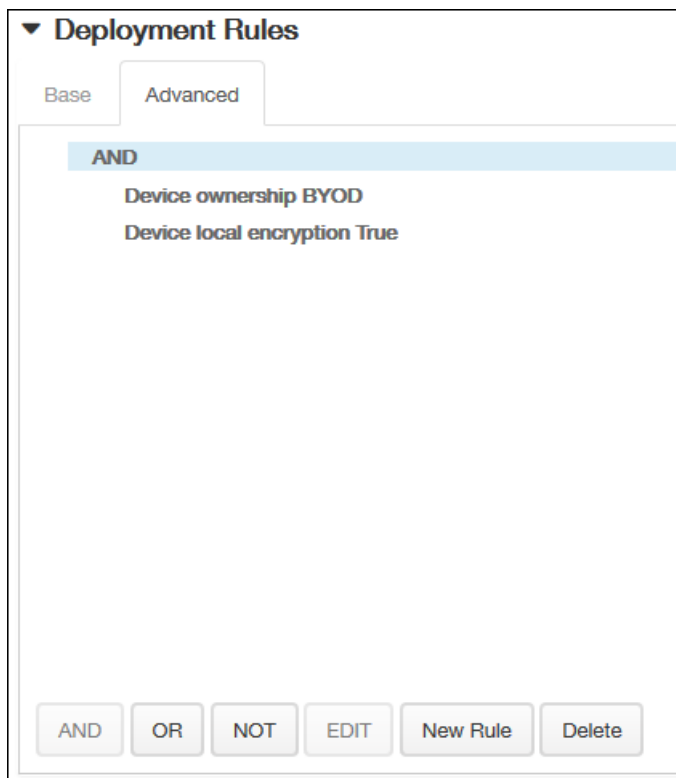 Deployment Rules
Base Advanced
AND
Device ownership BYOD
Device local encryption True
AND OR NOT EDIT New Rule Delete